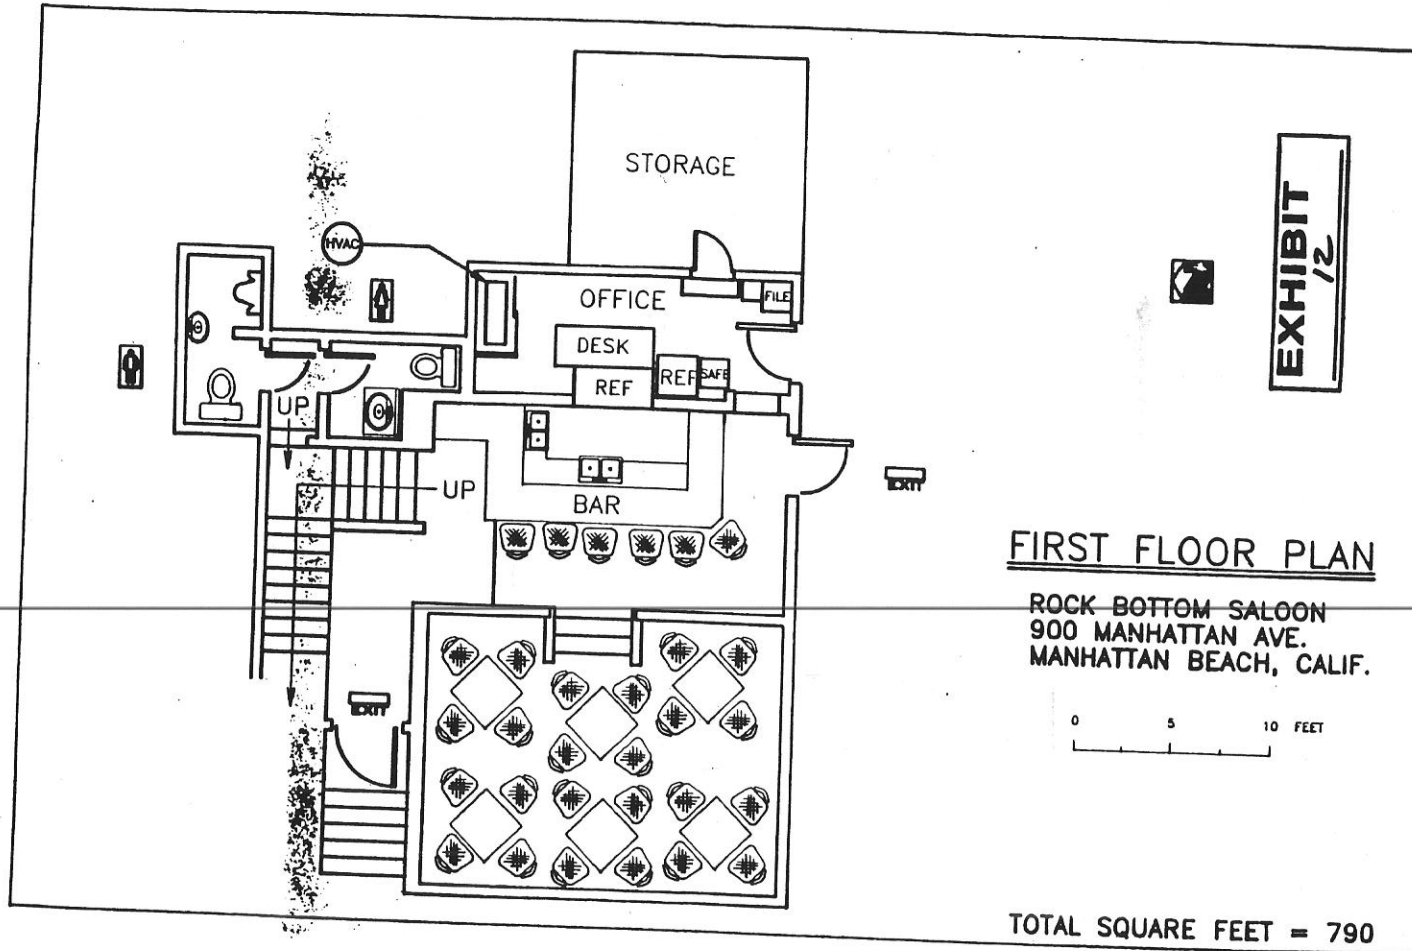 STORAGE
HVAC
OFFICE
FILE
DESK
REF
REF
SAFE
UP
UP
BAR
EXIT
EXIT
EXHIBIT
12
FIRST FLOOR PLAN
ROCK BOTTOM SALOON
900 MANHATTAN AVE.
MANHATTAN BEACH, CALIF.
0 5 10 FEET
TOTAL SQUARE FEET = 790